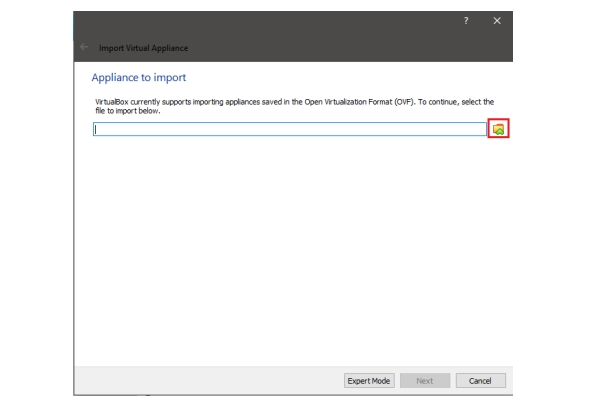 ? ×
← Import Virtual Appliance
Appliance to import
VirtualBox currently supports importing appliances saved in the Open Virtualization Format (OVF). To continue, select the
file to import below.
Expert Mode Next Cancel